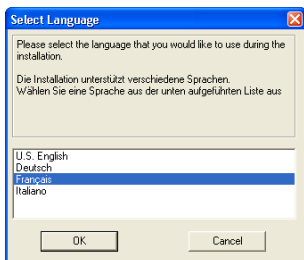 Select Language
Please select the language that you would like to use during the
installation.
Die Installation unterstützt verschiedene Sprachen.
Wählen Sie eine Sprache aus der unten aufgeführten Liste aus
U.S. English
Deutsch
Français
Italiano
OK
Cancel